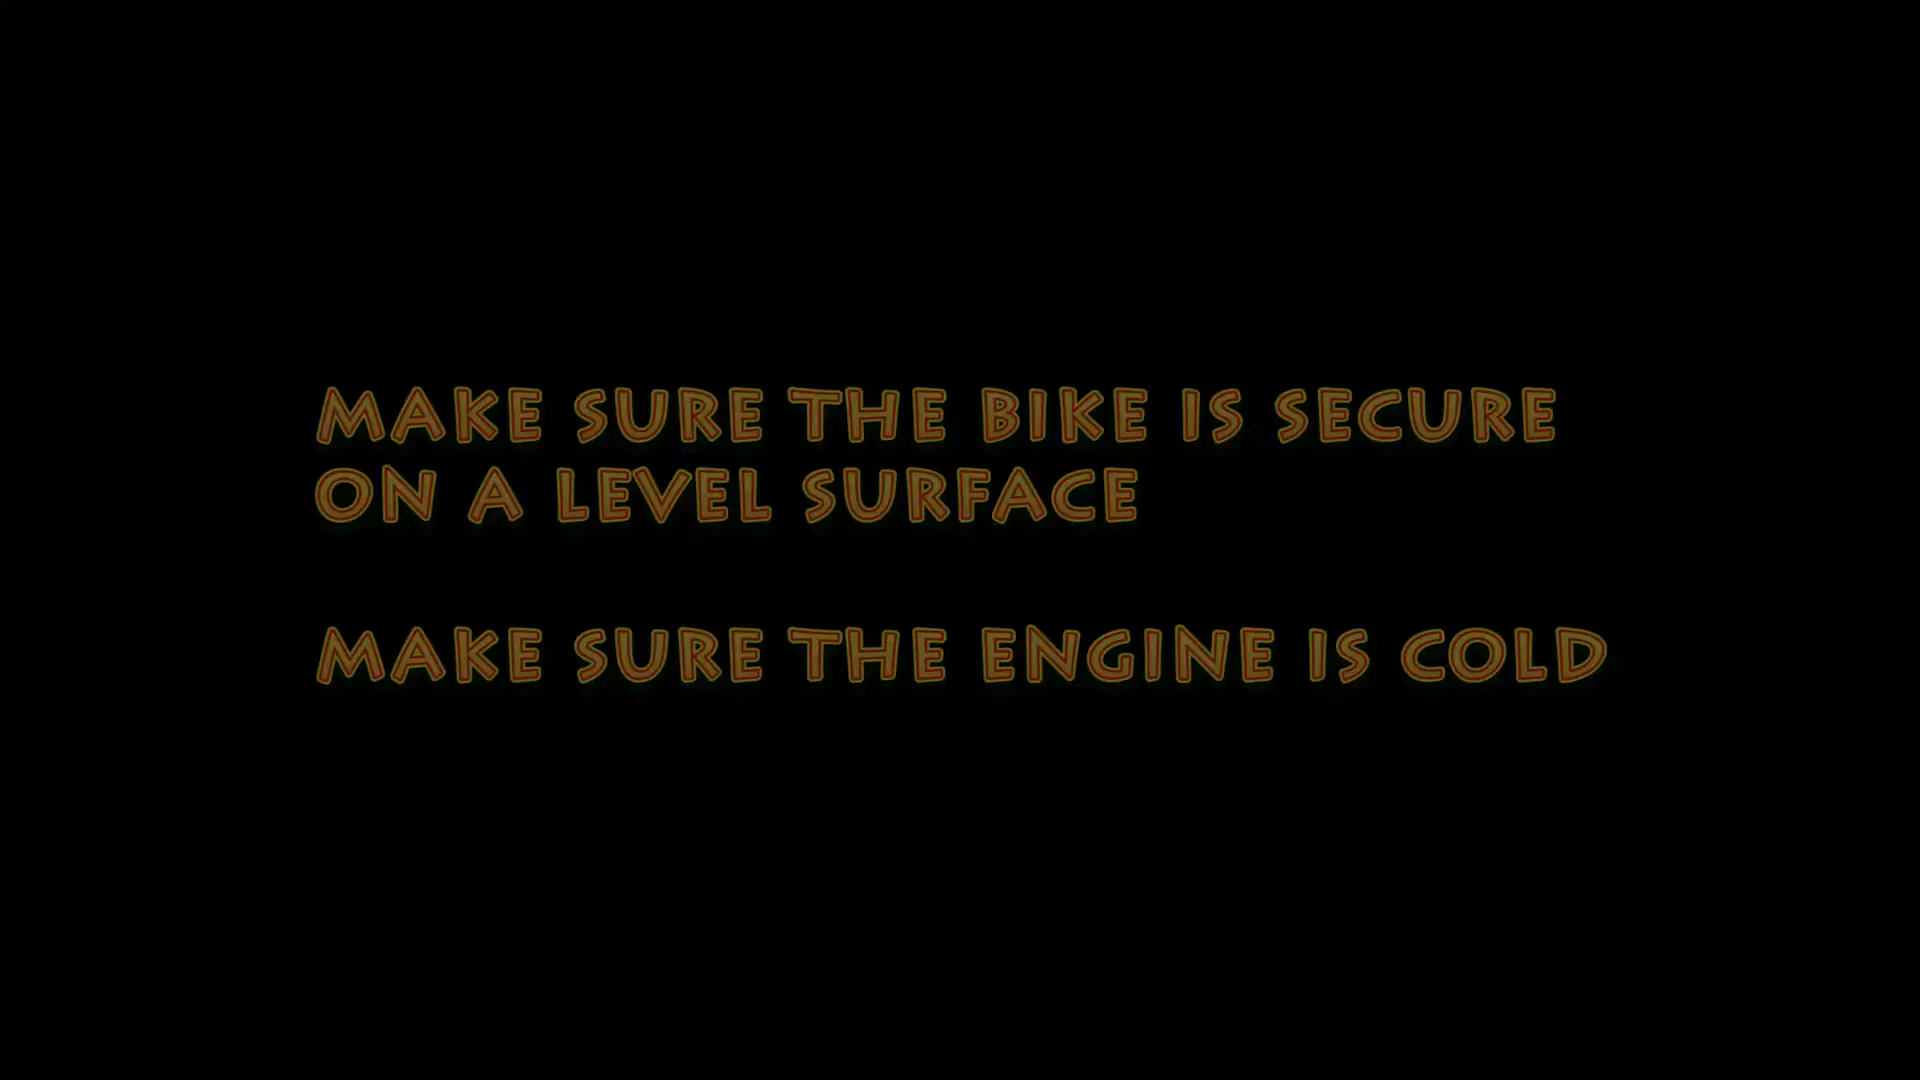 MAKE SURE THE BIKE IS SECURE
ON A LEVEL SURFACE
MAKE SURE THE ENGINE IS COLD